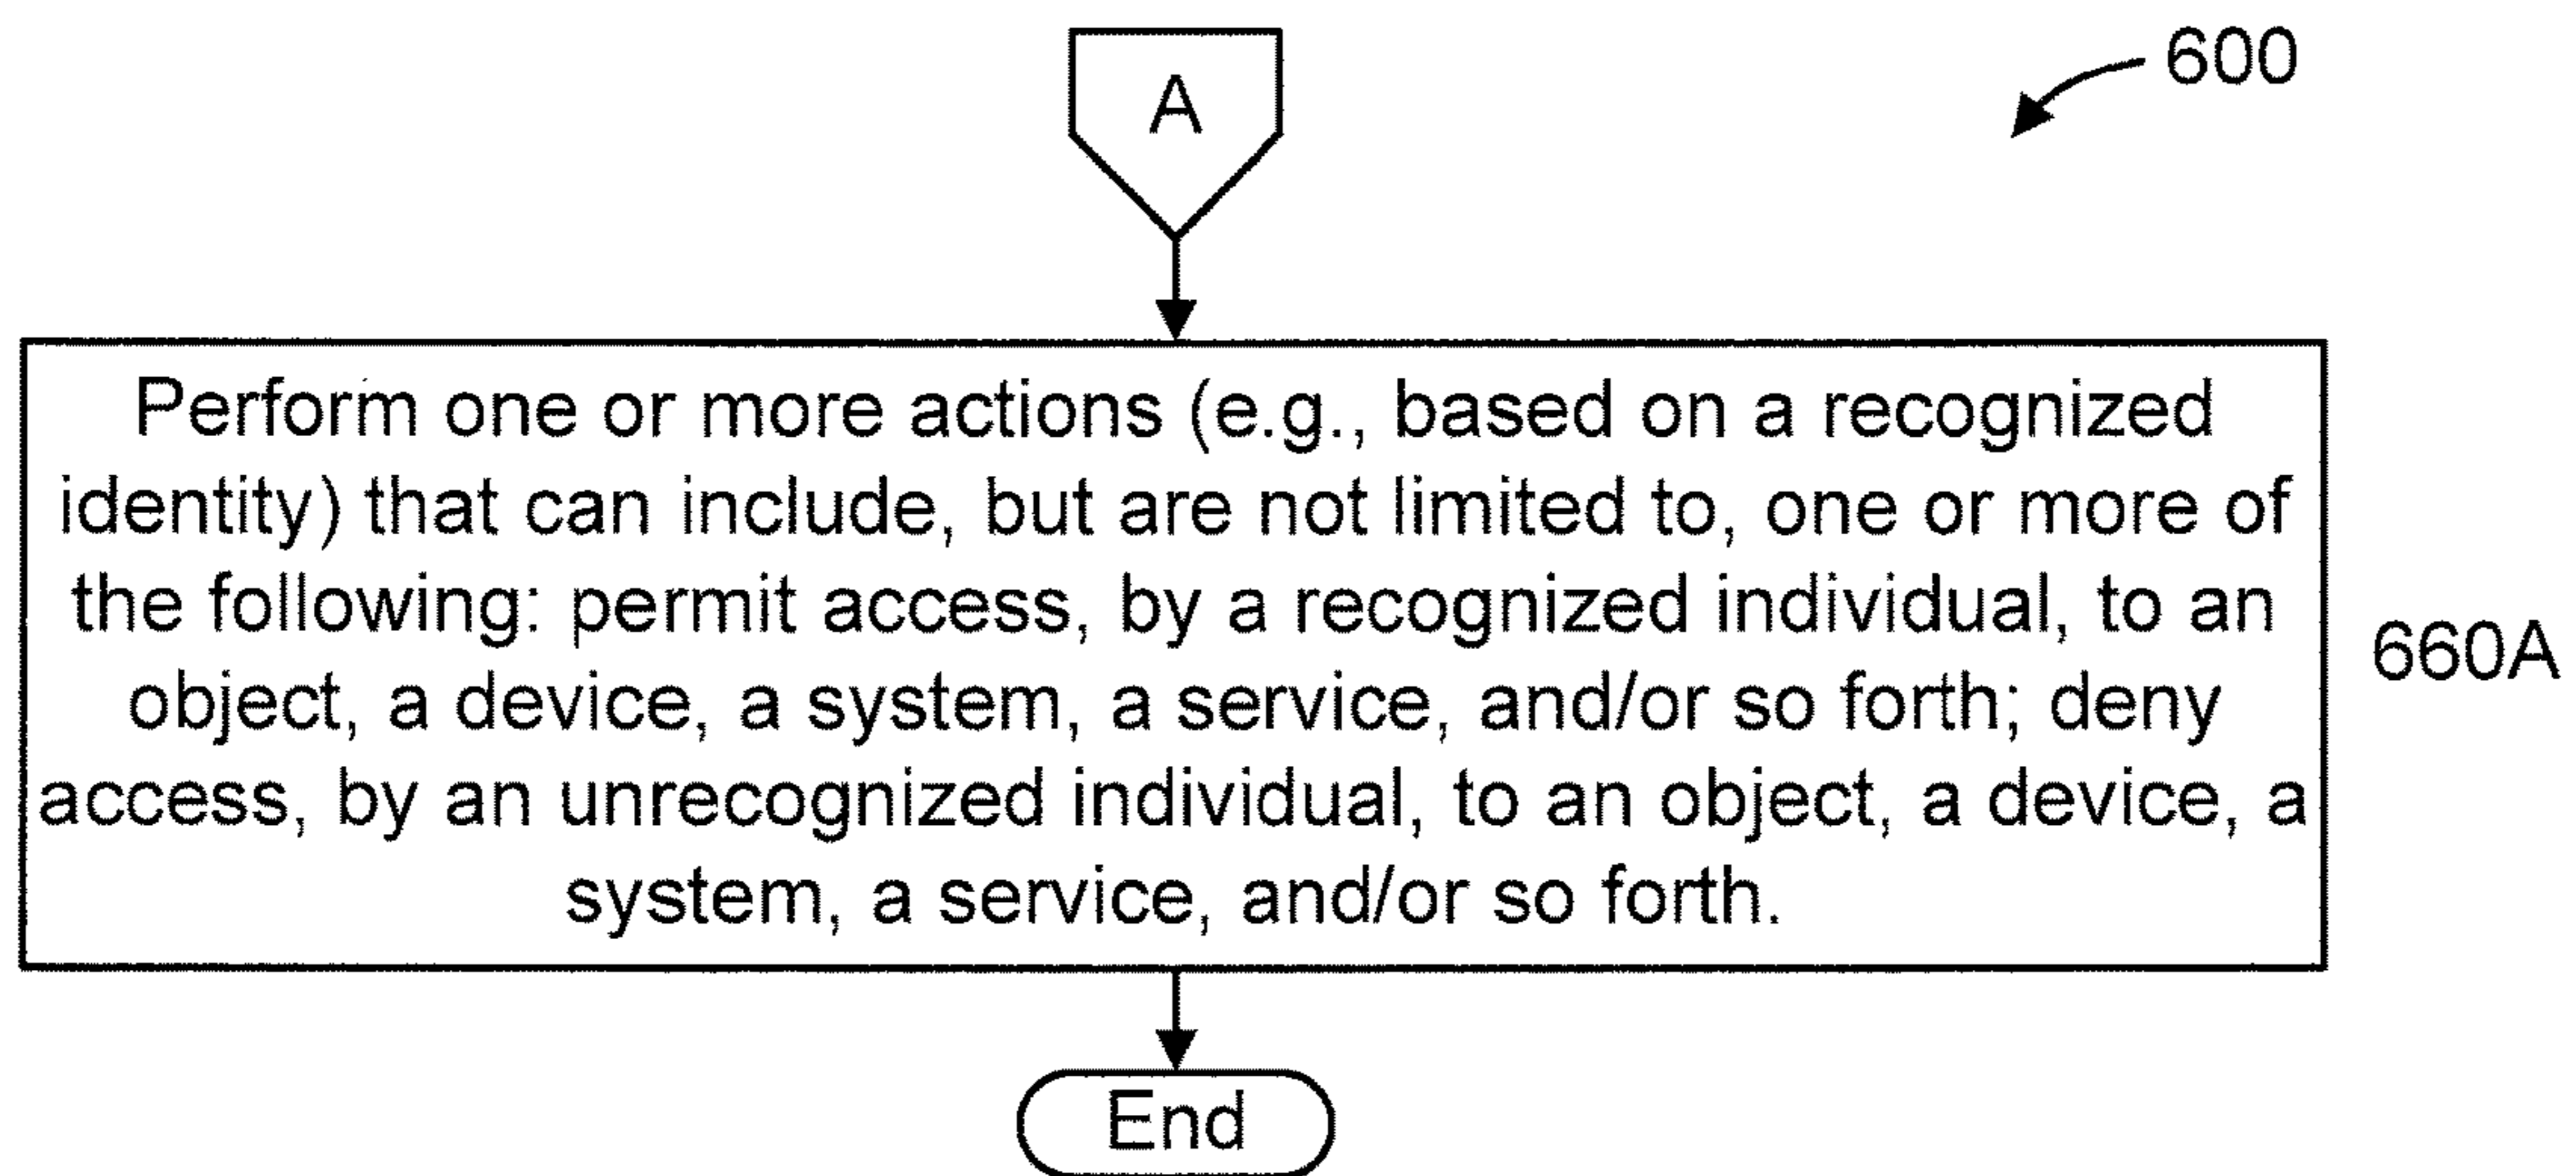 A
600
Perform one or more actions (e.g., based on a recognized
identity) that can include, but are not limited to, one or more of
the following: permit access, by a recognized individual, to an
object, a device, a system, a service, and/or so forth; deny
access, by an unrecognized individual, to an object, a device, a
system, a service, and/or so forth.
660A
End